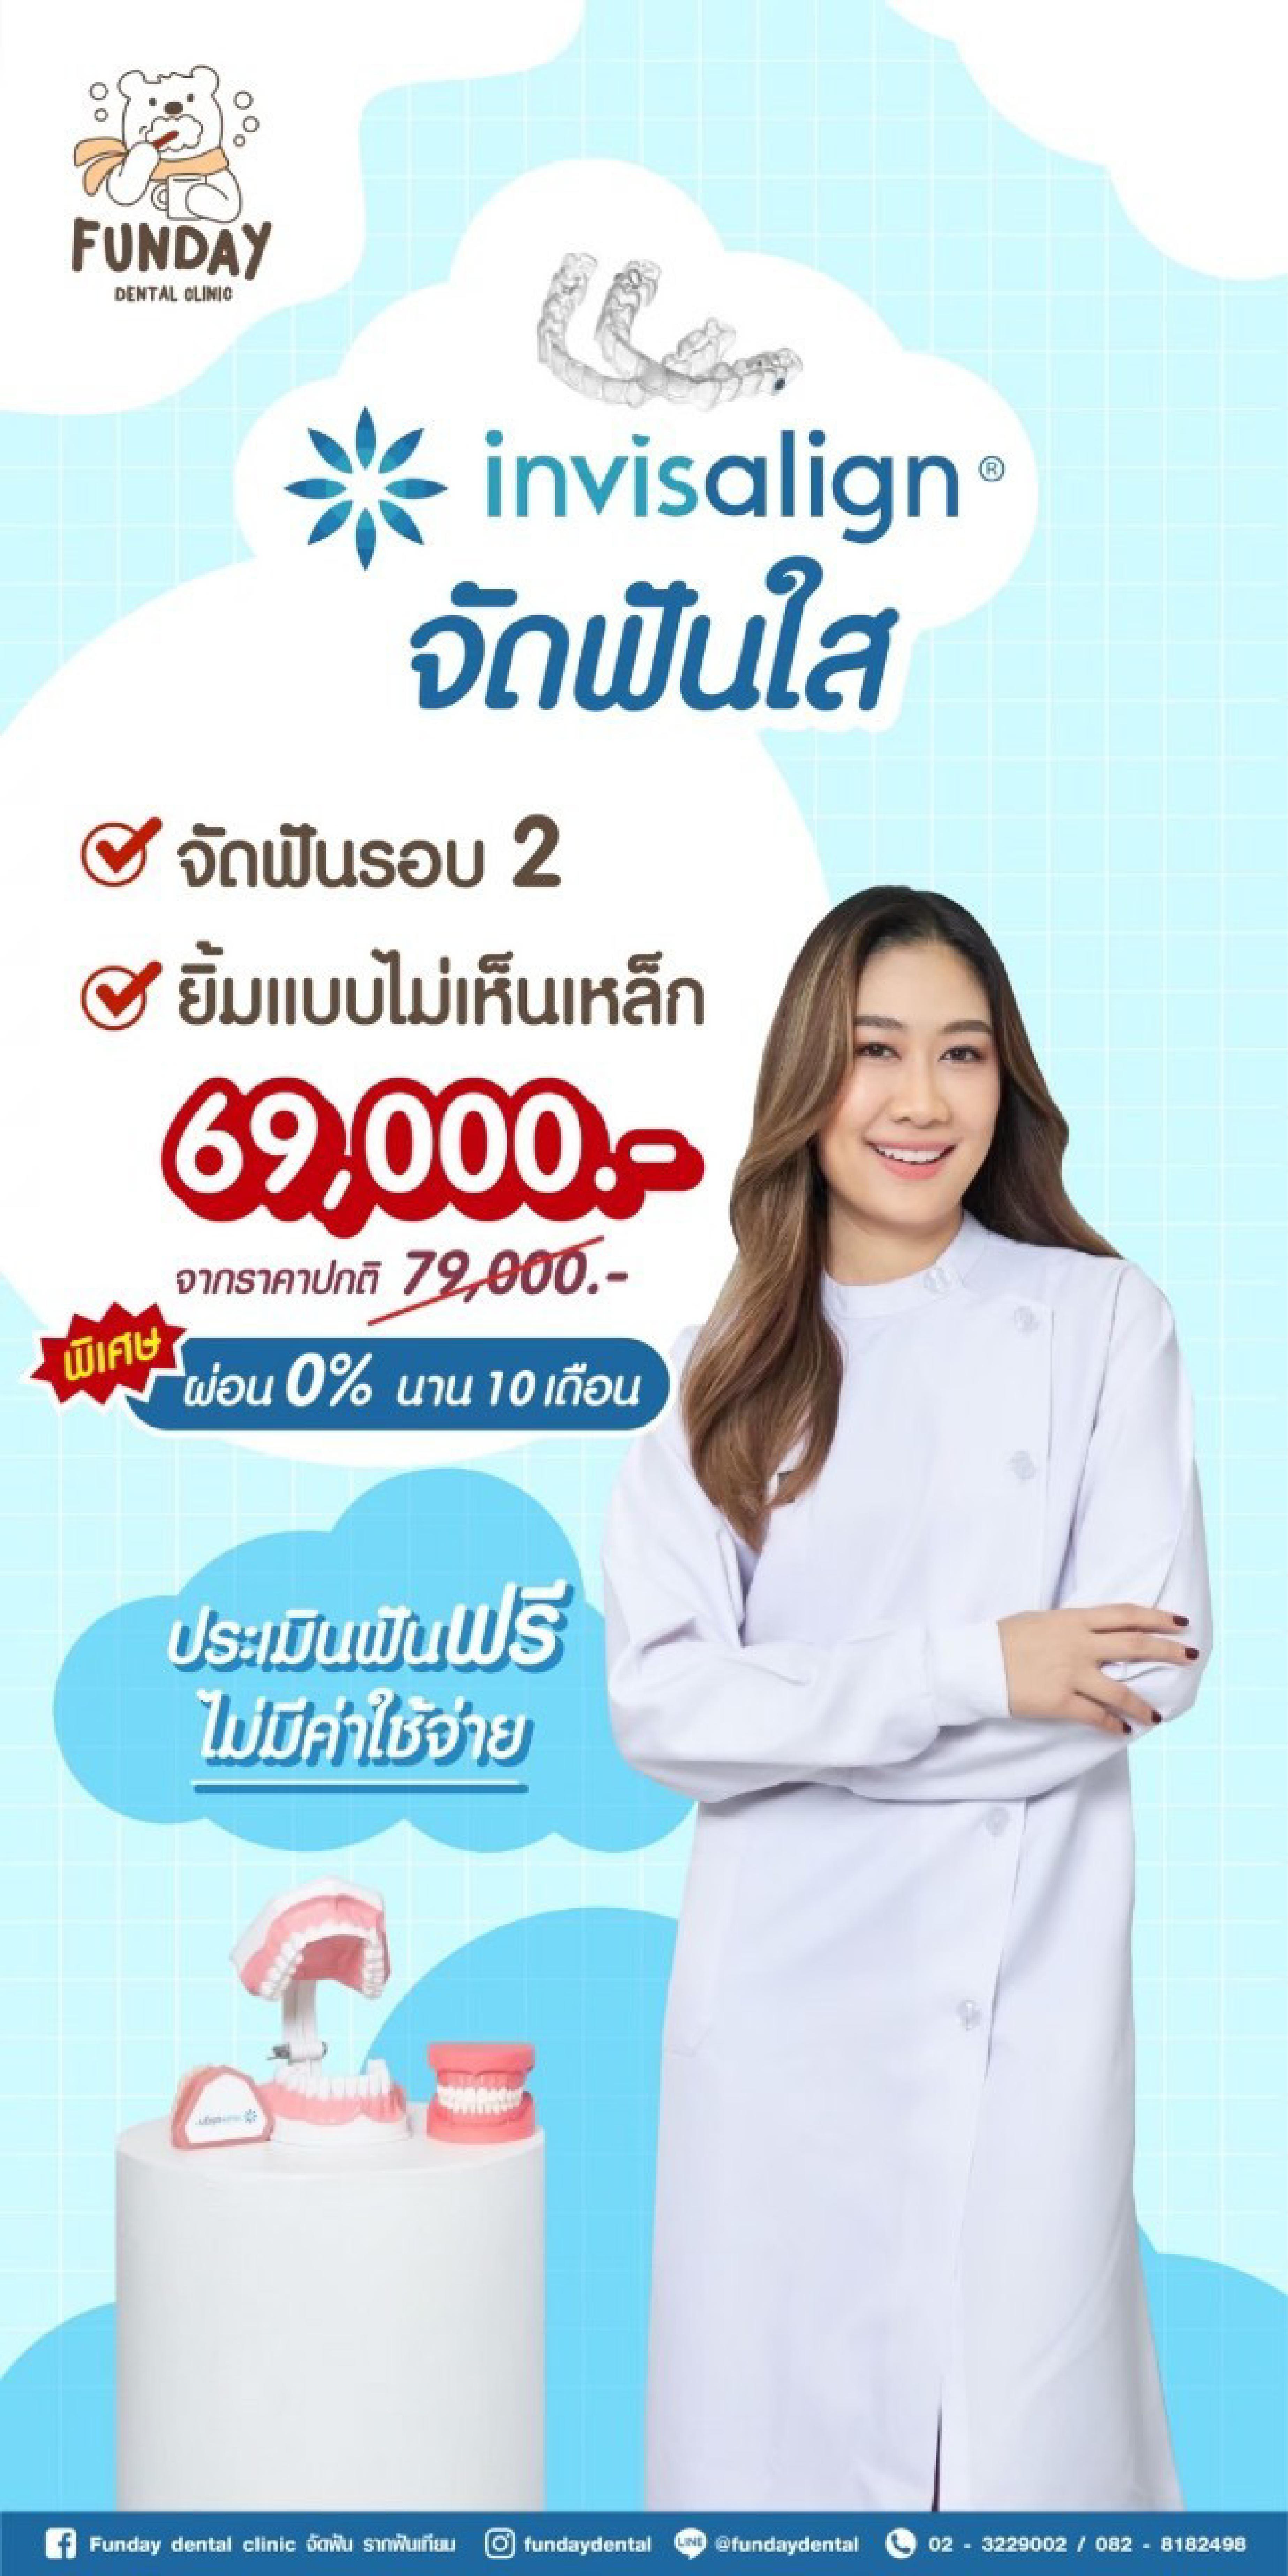 FUNDAY
DENTAL CLINIC
invisalign ®
จัดฟันใส
จัดฟันรอบ 2
ยิ้มแบบไม่เห็นเหล็ก
69,000.-
จากราคาปกติ 79,000.-
พิเศษ
ผ่อน 0% นาน 10 เดือน
ประเมินฟันฟรี
ไม่มีค่าใช้จ่าย
Funday dental clinic จัดฟัน รากฟันเทียม fundaydental LINE @fundaydental 02 - 3229002 / 082 - 8182498